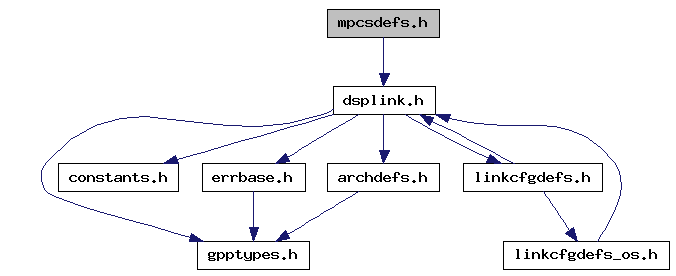 mpcsdefs.h
dsplink.h
constants.h
errbase.h
archdefs.h
linkcfgdefs.h
gpptypes.h
linkcfgdefs_os.h